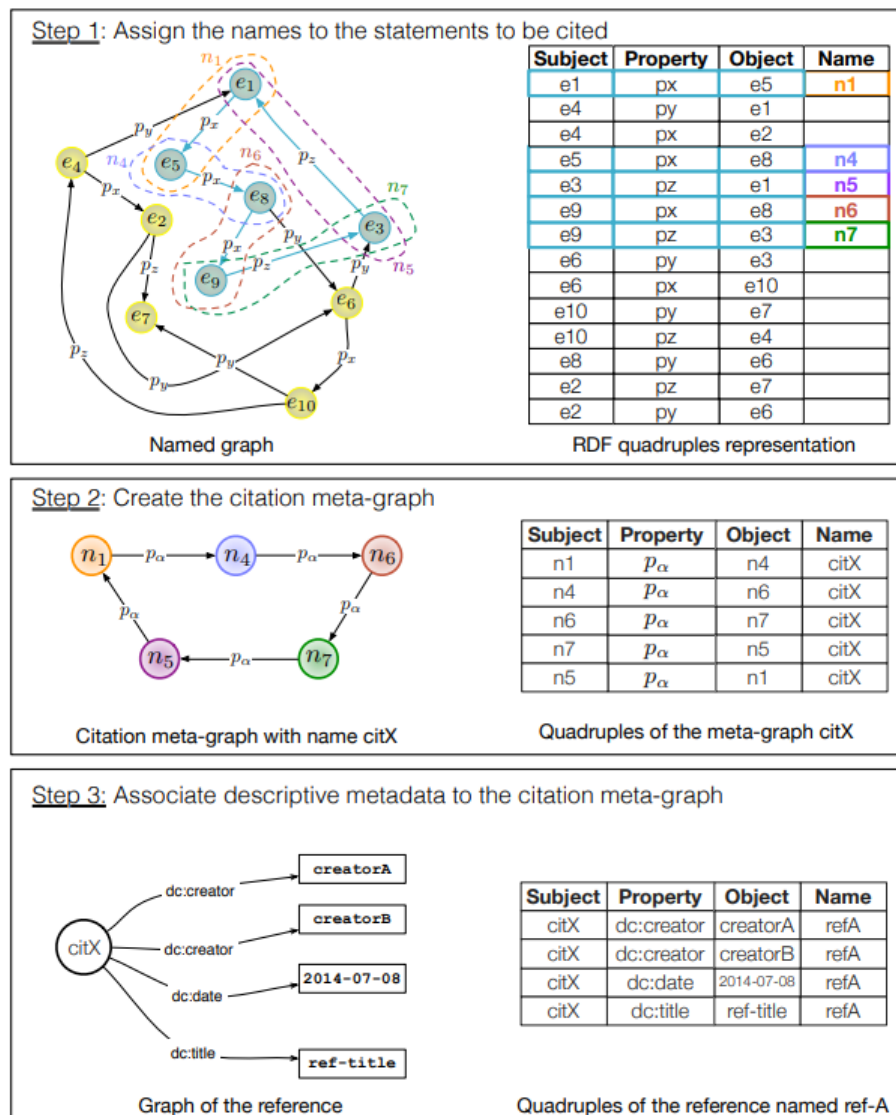 Step 1: Assign the names to the statements to be cited
n1
e1
px
py
n4
n6
e4
e5
px
pz
n7
px
e8
e2
px
py
e3
pz
e9
pz
py
n5
e7
e6
pz
py
py
px
e10
Named graph
Subject Property Object Name
e1 px e5 n1
e4 py e1
e4 px e2
e5 px e8 n4
e3 pz e1 n5
e9 px e8 n6
e9 pz e3 n7
e6 py e3
e6 px e10
e10 py e7
e10 pz e4
e8 py e6
e2 pz e7
e2 py e6
RDF quadruples representation
Step 2: Create the citation meta-graph
n1 pα n4 pα n6
pα pα
n5 pα n7
Citation meta-graph with name citX
Subject Property Object Name
n1 pα n4 citX
n4 pα n6 citX
n6 pα n7 citX
n7 pα n5 citX
n5 pα n1 citX
Quadruples of the meta-graph citX
Step 3: Associate descriptive metadata to the citation meta-graph
citX
dc:creator creatorA
dc:creator creatorB
dc:date 2014-07-08
dc:title ref-title
Graph of the reference
Subject Property Object Name
citX dc:creator creatorA refA
citX dc:creator creatorB refA
citX dc:date 2014-07-08 refA
citX dc:title ref-title refA
Quadruples of the reference named ref-A